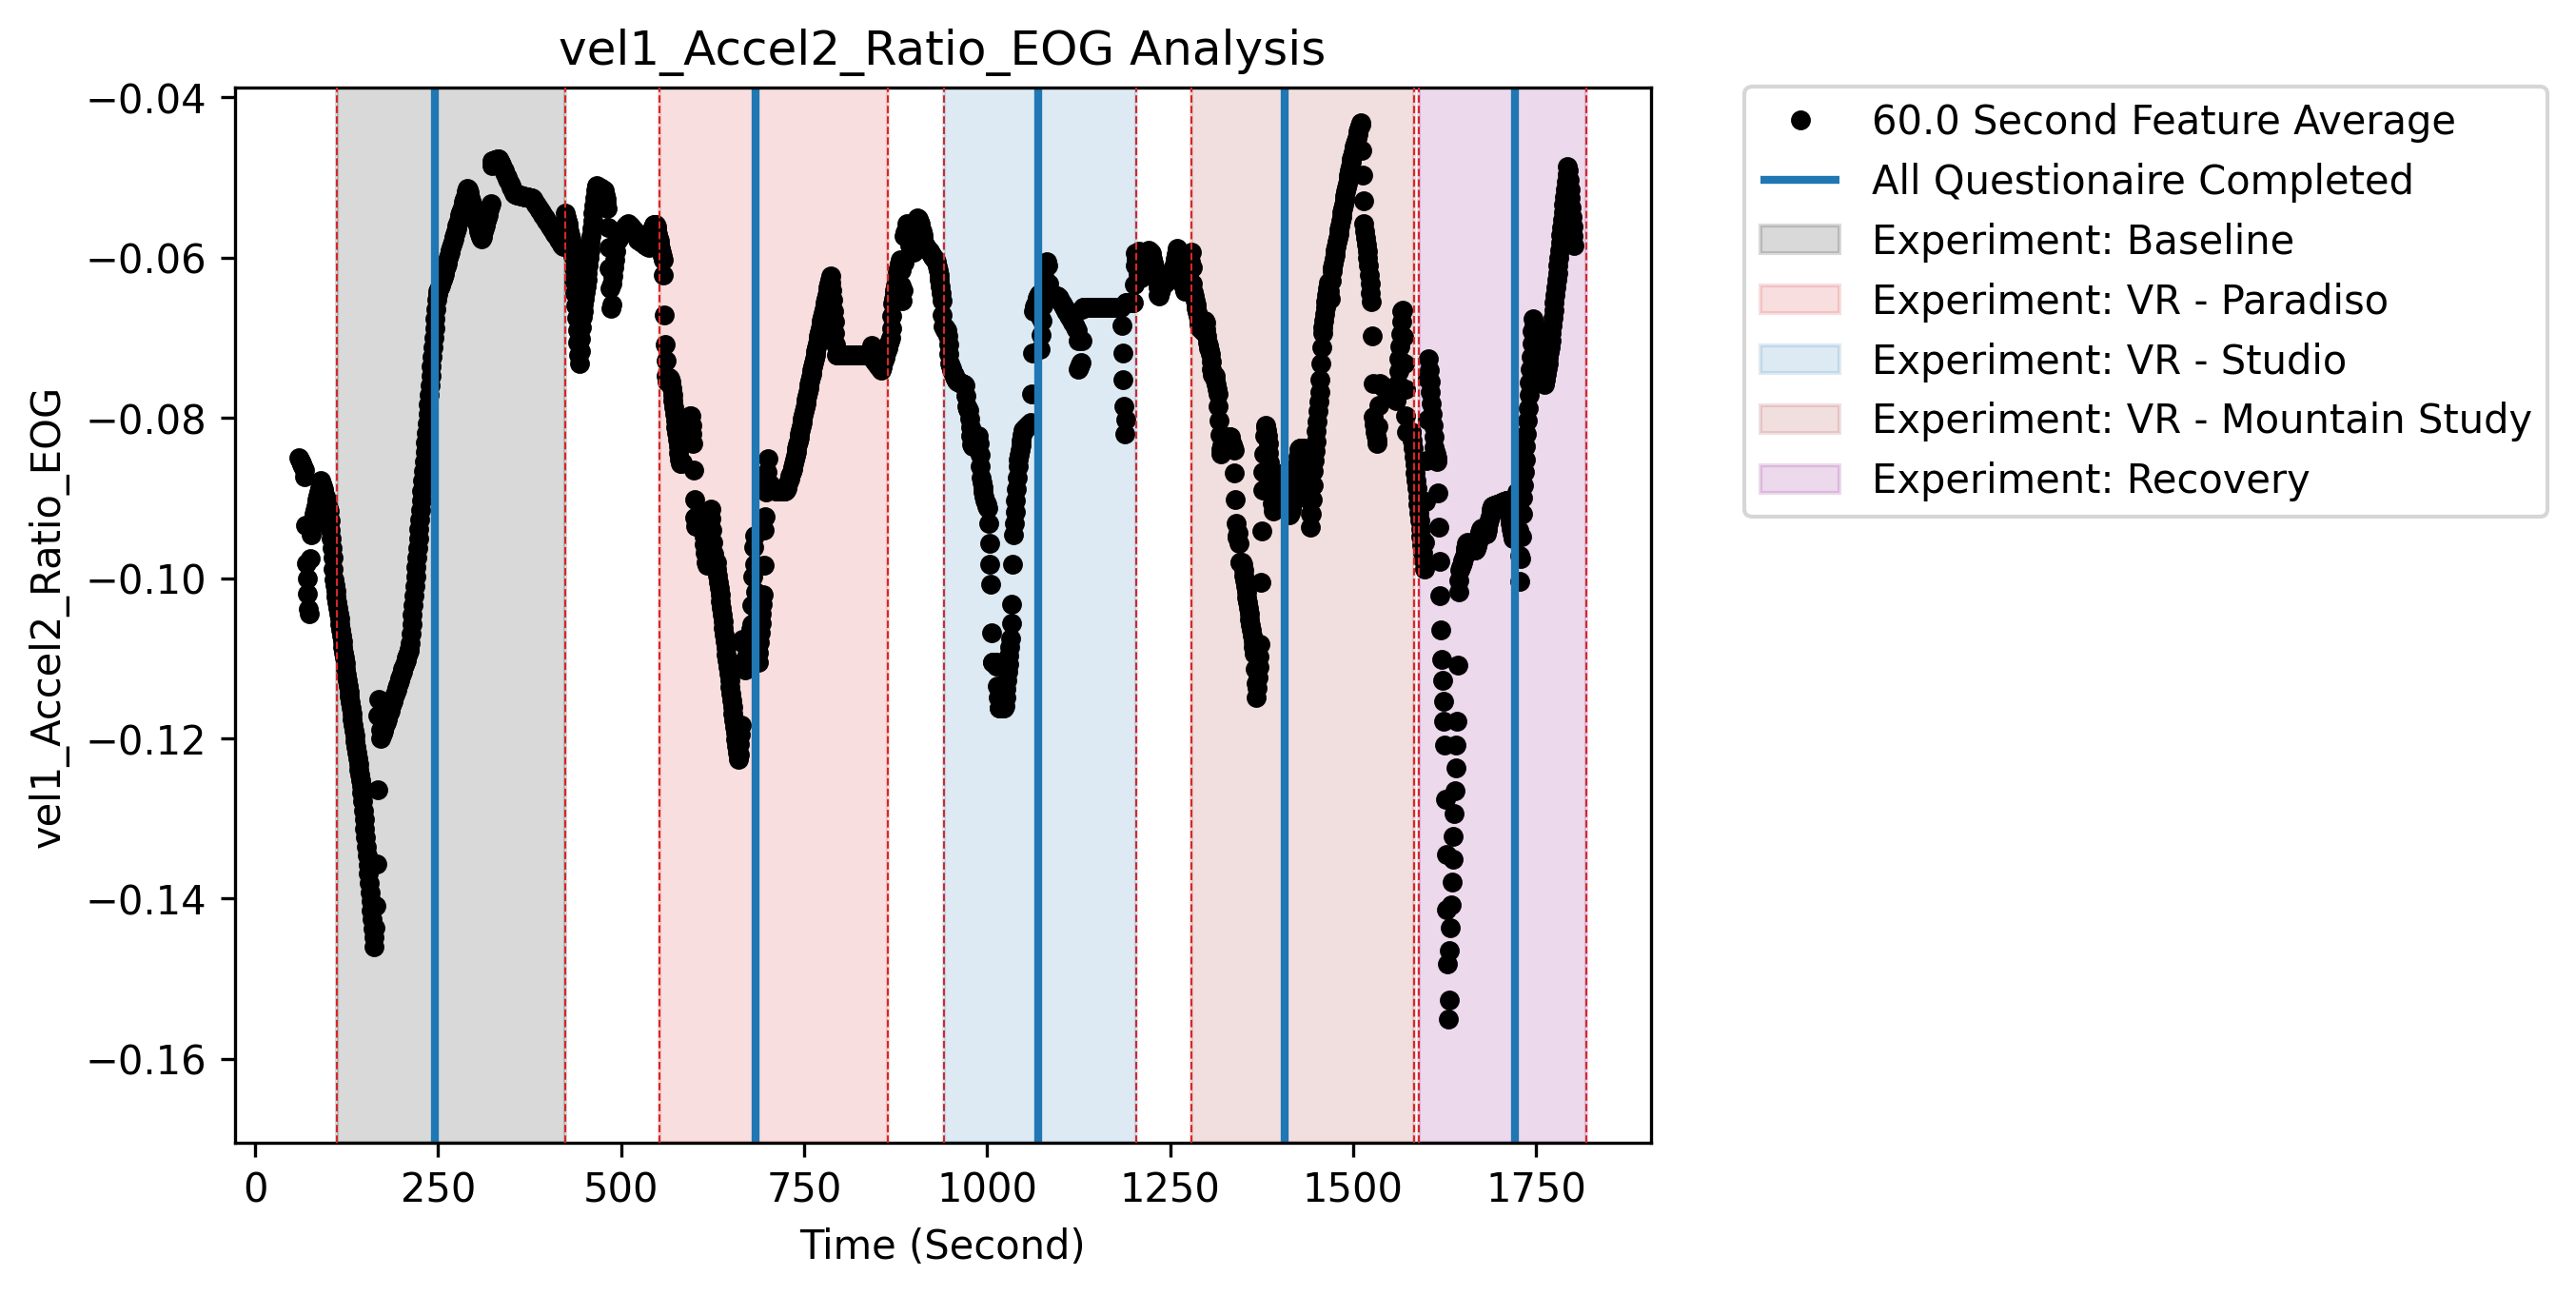 vel1_Accel2_Ratio_EOG Analysis
vel1_Accel2_Ratio_EOG
−0.04
−0.06
−0.08
−0.10
−0.12
−0.14
−0.16
0 250 500 750 1000 1250 1500 1750
Time (Second)
60.0 Second Feature Average
All Questionaire Completed
Experiment: Baseline
Experiment: VR - Paradiso
Experiment: VR - Studio
Experiment: VR - Mountain Study
Experiment: Recovery